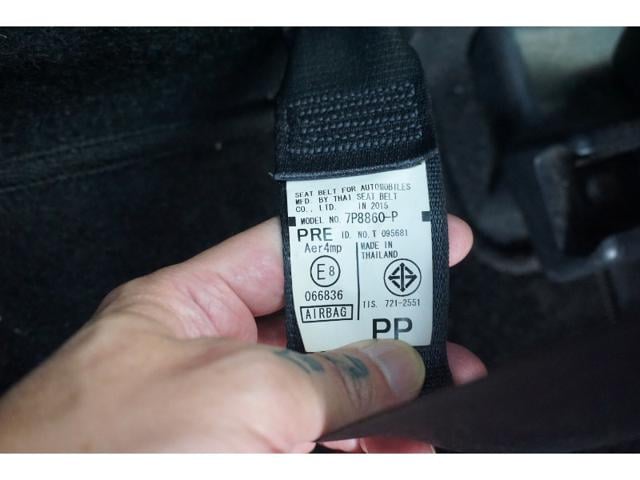 SEAT BELT FOR AUTOMOBILES
MFD. BY THAI SEAT BELT
CO., LTD. IN 2015
MODEL NO. 7P8860-P
PRE ID. NO. T 095681
Aer4mp
MADE IN
THAILAND
E8
066836
TIS. 721-2551
AIRBAG
PP